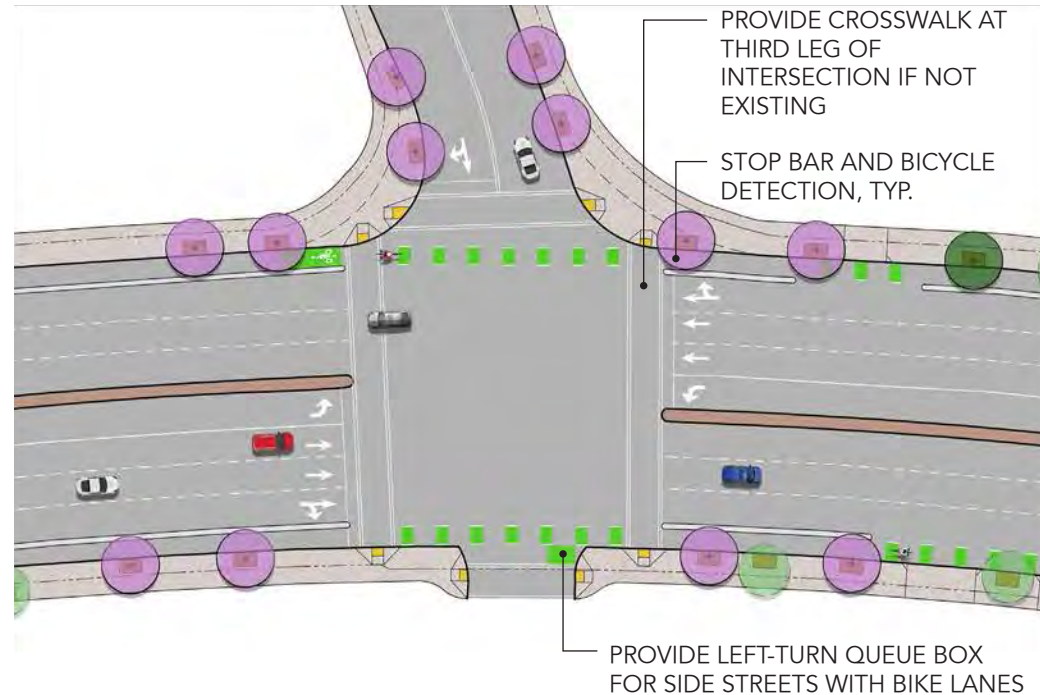 PROVIDE CROSSWALK AT
THIRD LEG OF
INTERSECTION IF NOT
EXISTING
STOP BAR AND BICYCLE
DETECTION, TYP.
PROVIDE LEFT-TURN QUEUE BOX
FOR SIDE STREETS WITH BIKE LANES